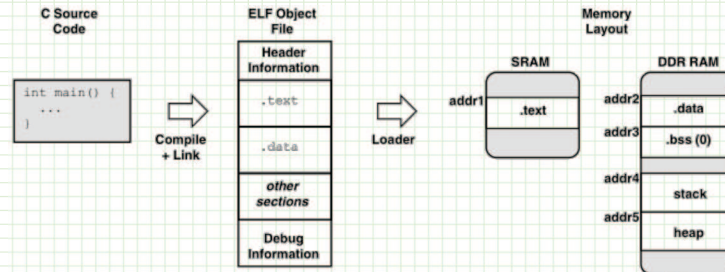 C Source
Code
int main() {
...
}
Compile
+ Link
ELF Object
File
Header
Information
.text
.data
other
sections
Debug
Information
Loader
Memory
Layout
SRAM
addr1
.text
DDR RAM
addr2
.data
addr3
.bss (0)
addr4
stack
addr5
heap